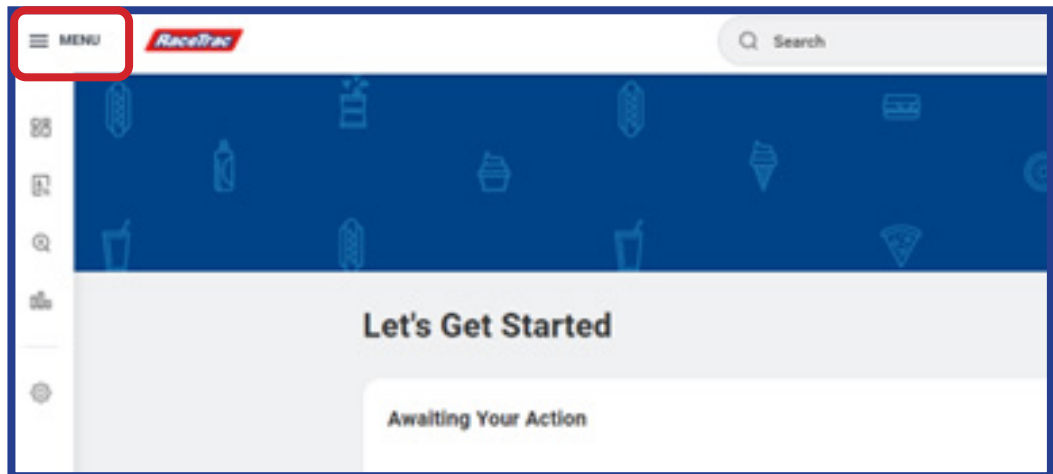 MENU
RaceTrac
Search
Let's Get Started
Awaiting Your Action